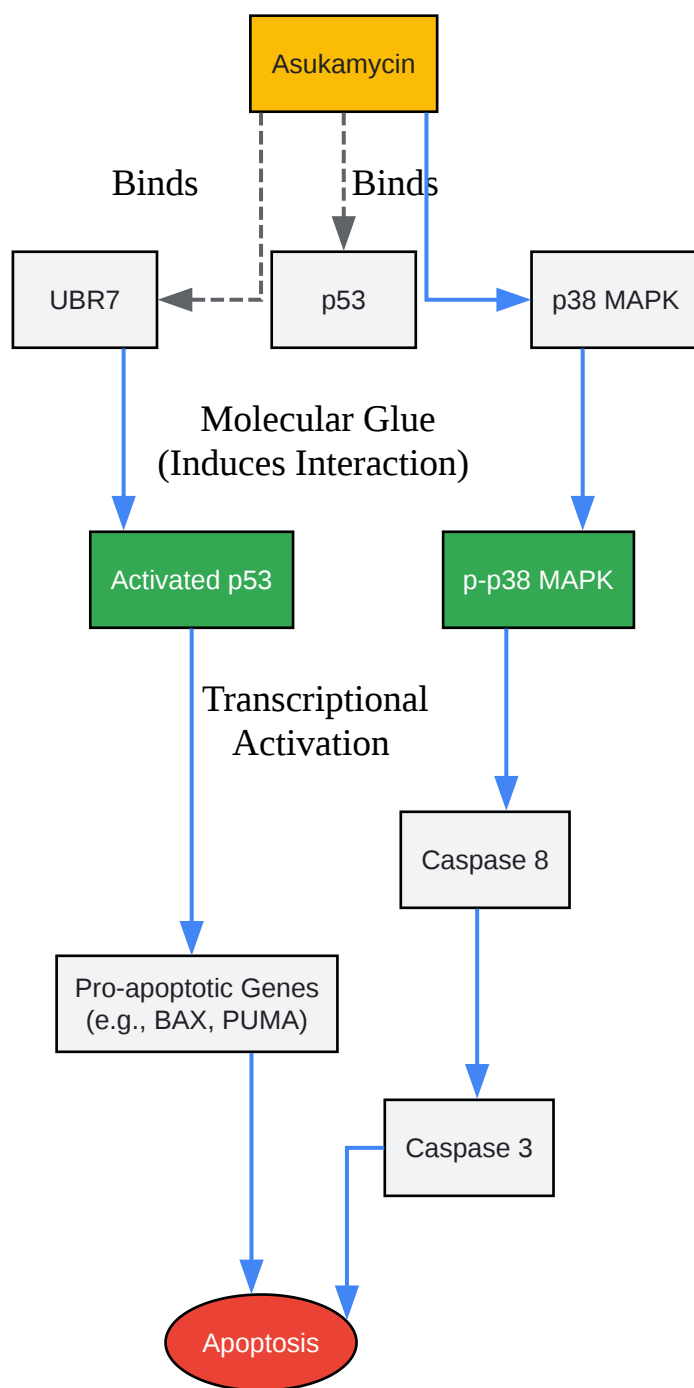 Asukamycin
Binds
Binds
UBR7
p53
p38 MAPK
Molecular Glue
(Induces Interaction)
Activated p53
p-p38 MAPK
Transcriptional
Activation
Caspase 8
Pro-apoptotic Genes
(e.g., BAX, PUMA)
Caspase 3
Apoptosis